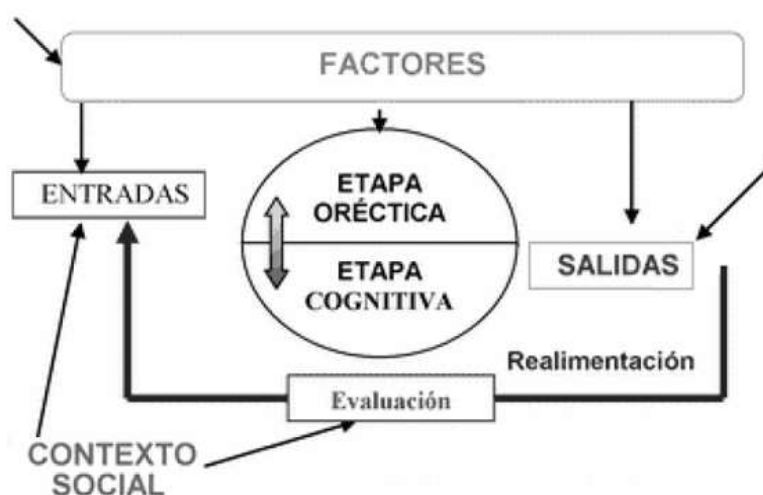 FACTORES
ENTRADAS
ETAPA
ORÉCTICA
ETAPA
COGNITIVA
SALIDAS
Realimentación
Evaluación
CONTEXTO
SOCIAL